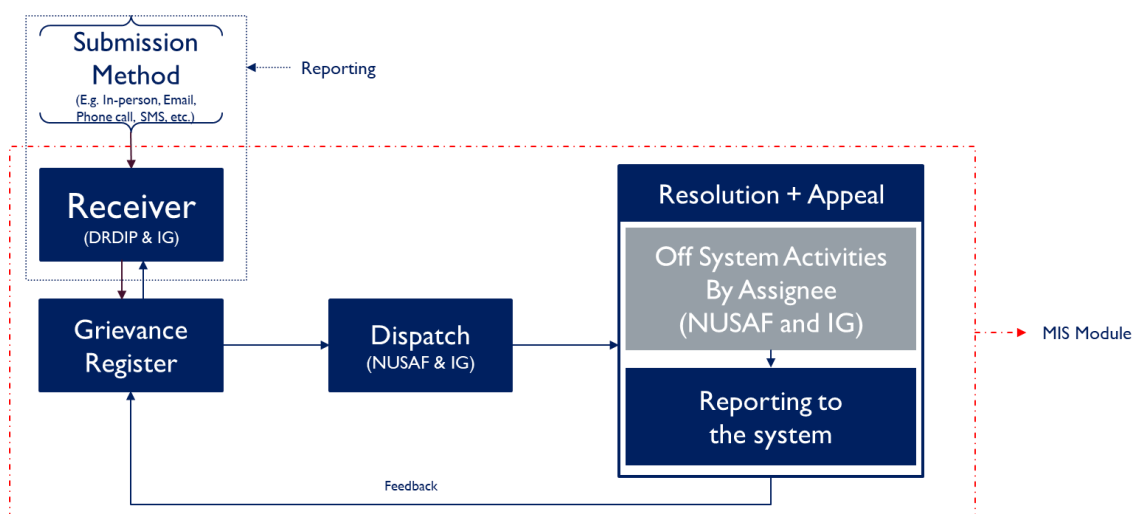 Submission
Method
(E.g. In-person, Email,
Phone call, SMS, etc.)
Reporting
Receiver
(DRDIP & IG)
Resolution + Appeal
Off System Activities
By Assignee
(NUSAF and IG)
Grievance
Register
Dispatch
(NUSAF & IG)
MIS Module
Reporting to
the system
Feedback